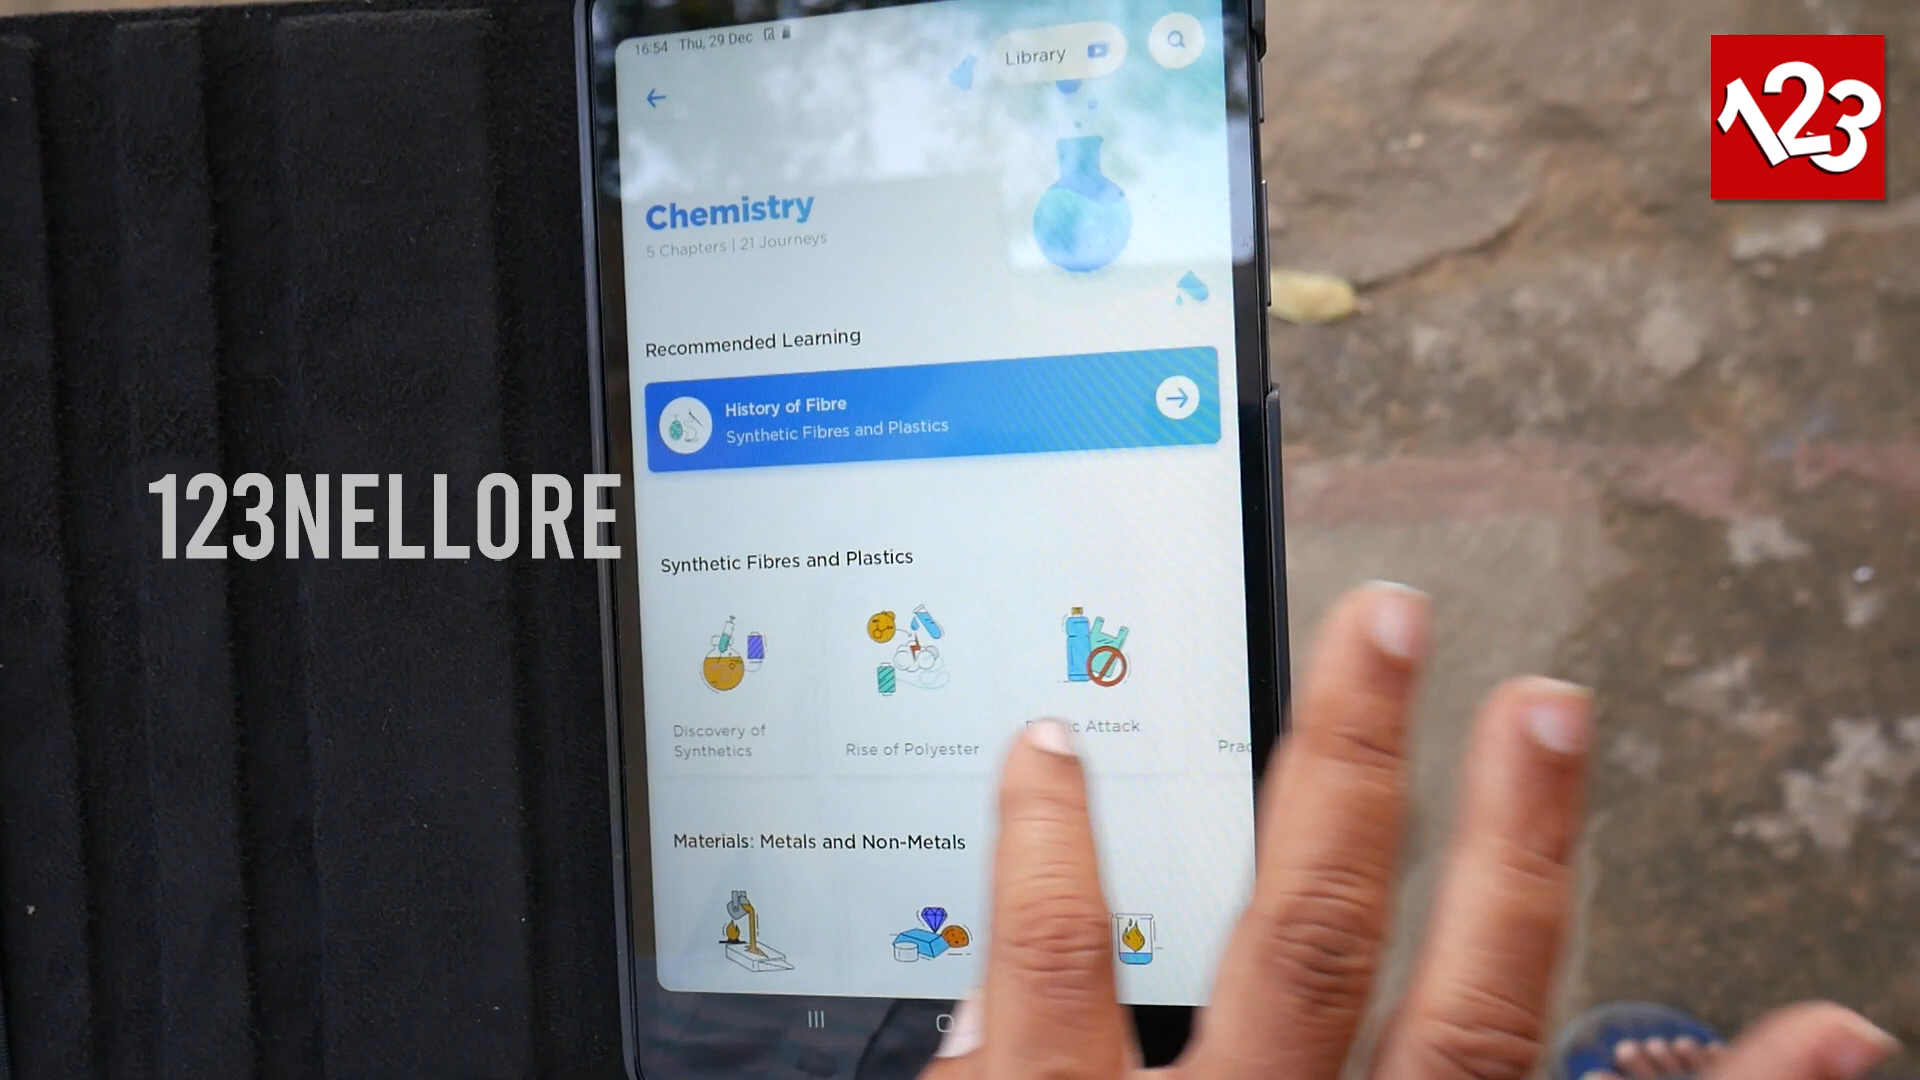 16:54 Thu, 29 Dec
Library
123
Chemistry
5 Chapters | 21 Journeys
Recommended Learning
History of Fibre
Synthetic Fibres and Plastics
123NELLORE
Synthetic Fibres and Plastics
Discovery of
Synthetics
Rise of Polyester
Attack
Materials: Metals and Non-Metals